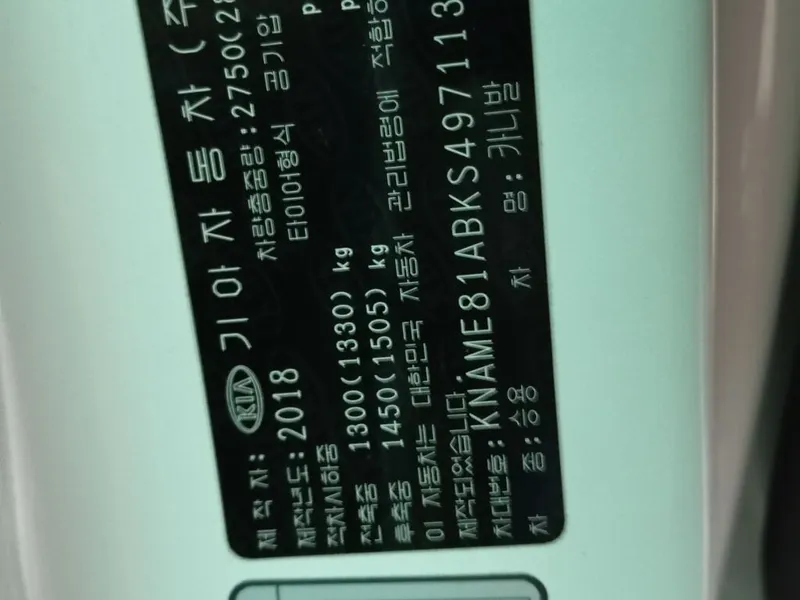 제 작 자: KIA 기 아 자 동 차 (주
제작년도: 2018 차량총중량: 2750(2
적차시하중 타이어형식 공기압
전축중 1300(1330) kg p
후축중 1450(1505) kg p
이 자동차는 대한민국 자동차 관리법령에 적합하
제작되었습니다.
차대번호: KNAME81ABKS4971113
차 종: 승용 차 명: 카니발